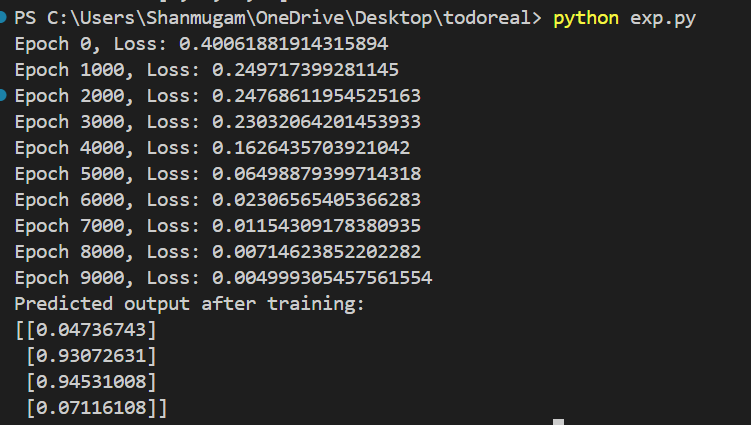 PS C:\Users\Shanmugam\OneDrive\Desktop\todoreal> python exp.py
Epoch 0, Loss: 0.40061881914315894
Epoch 1000, Loss: 0.249717399281145
Epoch 2000, Loss: 0.24768611954525163
Epoch 3000, Loss: 0.23032064201453933
Epoch 4000, Loss: 0.1626435703921042
Epoch 5000, Loss: 0.06498879399714318
Epoch 6000, Loss: 0.02306565405366283
Epoch 7000, Loss: 0.01154309178380935
Epoch 8000, Loss: 0.00714623852202282
Epoch 9000, Loss: 0.004999305457561554
Predicted output after training:
[[0.04736743]
 [0.93072631]
 [0.94531008]
 [0.07116108]]